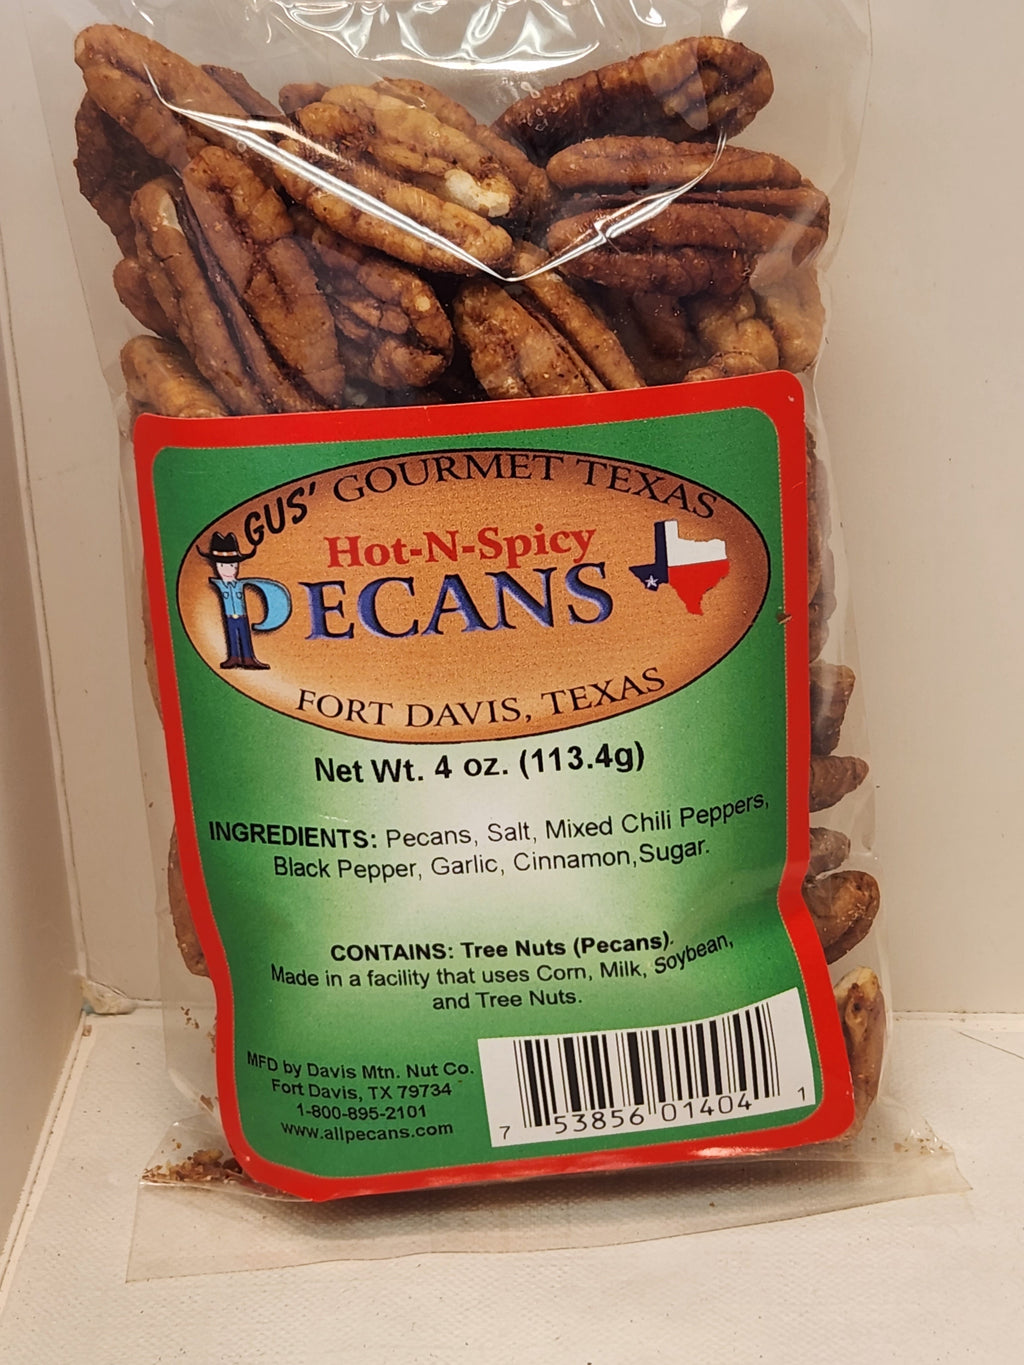 GUS' GOURMET TEXAS
Hot-N-Spicy
PECANS
FORT DAVIS, TEXAS
Net Wt. 4 oz. (113.4g)
INGREDIENTS: Pecans, Salt, Mixed Chili Peppers,
Black Pepper, Garlic, Cinnamon,Sugar.
CONTAINS: Tree Nuts (Pecans).
Made in a facility that uses Corn, Milk, Soybean,
and Tree Nuts.
MFD by Davis Mtn. Nut Co.
Fort Davis, TX 79734
1-800-895-2101
www.allpecans.com
7 53856 01404 1